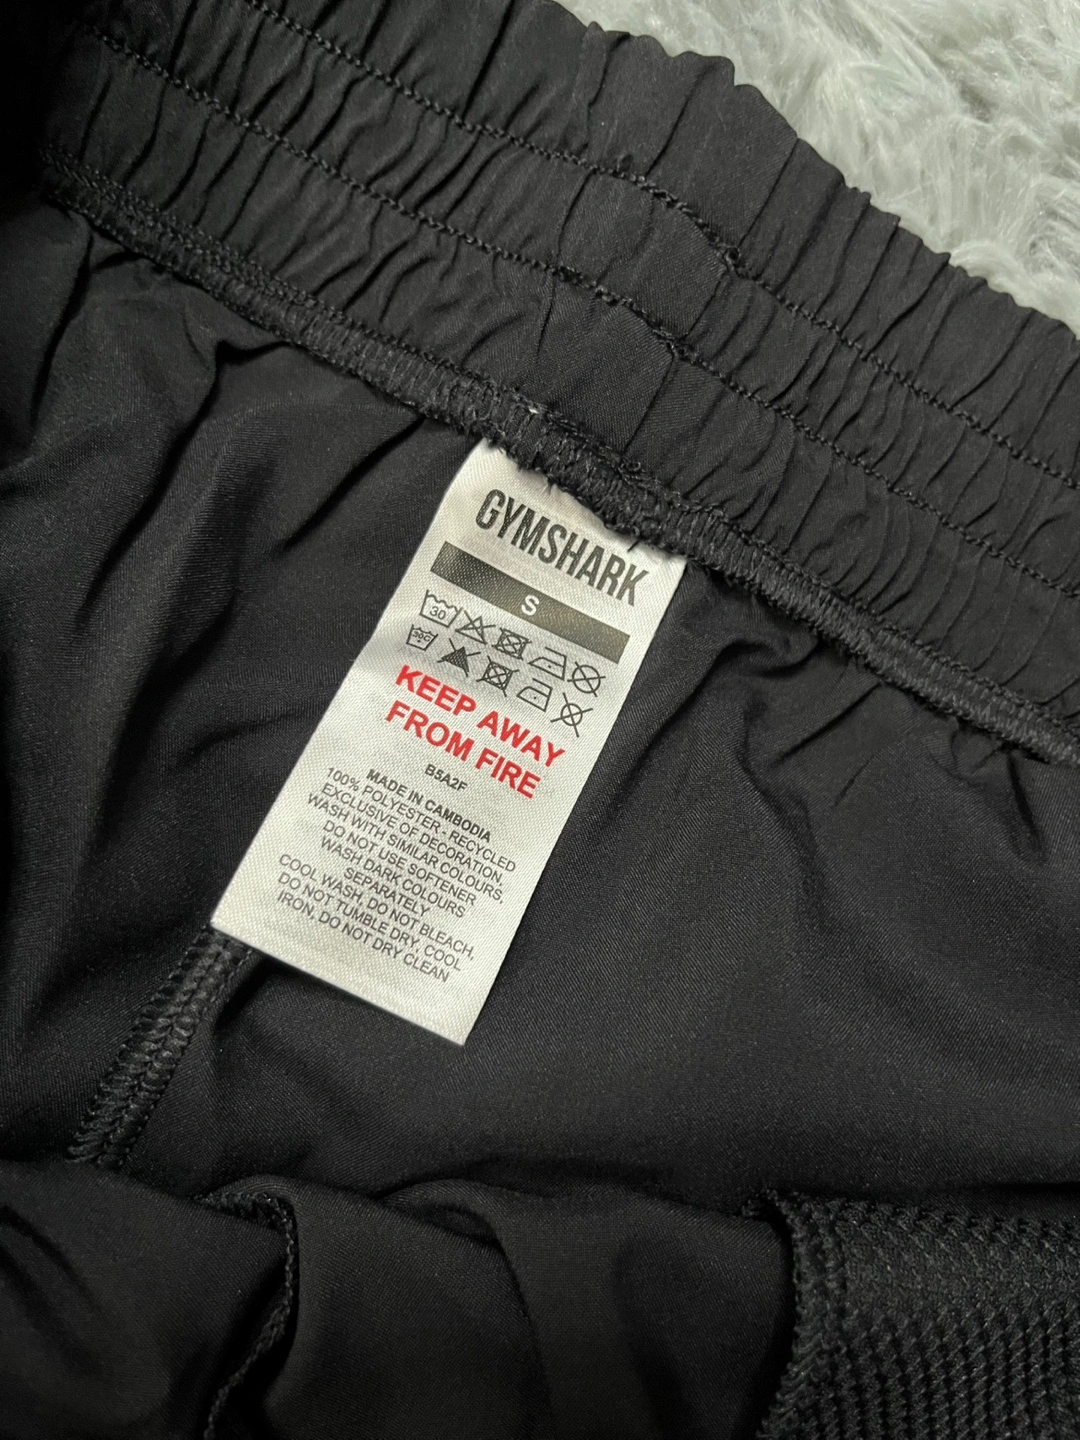 GYMSHARK
S
30
30C
KEEP AWAY
FROM FIRE
B5A2F
MADE IN CAMBODIA
100% POLYESTER - RECYCLED
EXCLUSIVE OF DECORATION,
WASH WITH SIMILAR COLOURS,
DO NOT USE SOFTENER
WASH DARK COLOURS
SEPARATELY
COOL WASH, DO NOT BLEACH,
DO NOT TUMBLE DRY, COOL
IRON, DO NOT DRY CLEAN